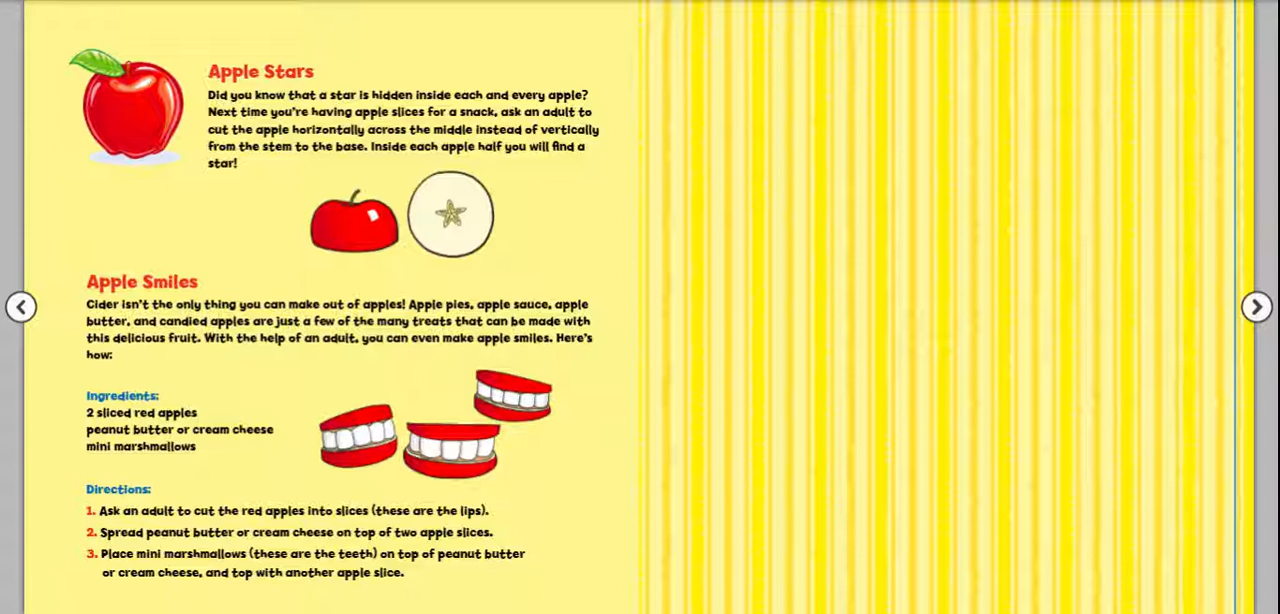 Apple Stars
Did you know that a star is hidden inside each and every apple?
Next time you're having apple slices for a snack, ask an adult to
cut the apple horizontally across the middle instead of vertically
from the stem to the base. Inside each apple half you will find a
star!
Apple Smiles
Cider isn't the only thing you can make out of apples! Apple pies, apple sauce, apple
butter, and candied apples are just a few of the many treats that can be made with
this delicious fruit. With the help of an adult, you can even make apple smiles. Here's
how:
Ingredients:
2 sliced red apples
peanut butter or cream cheese
mini marshmallows
Directions:
1. Ask an adult to cut the red apples into slices (these are the lips).
2. Spread peanut butter or cream cheese on top of two apple slices.
3. Place mini marshmallows (these are the teeth) on top of peanut butter
or cream cheese, and top with another apple slice.